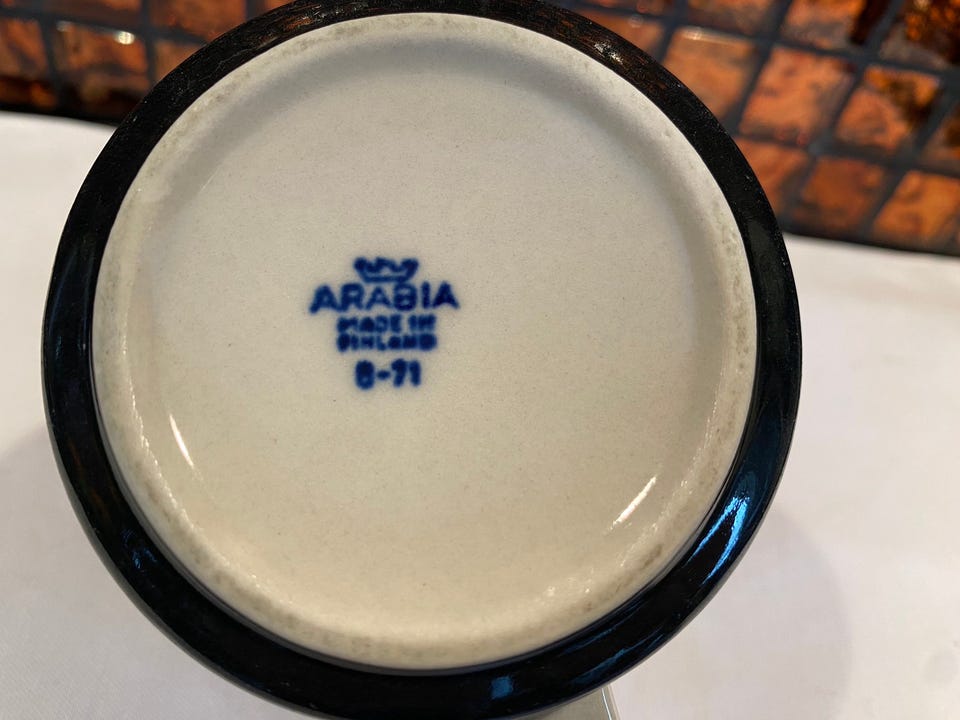 ARABIA
MADE IN
FINLAND
8-71